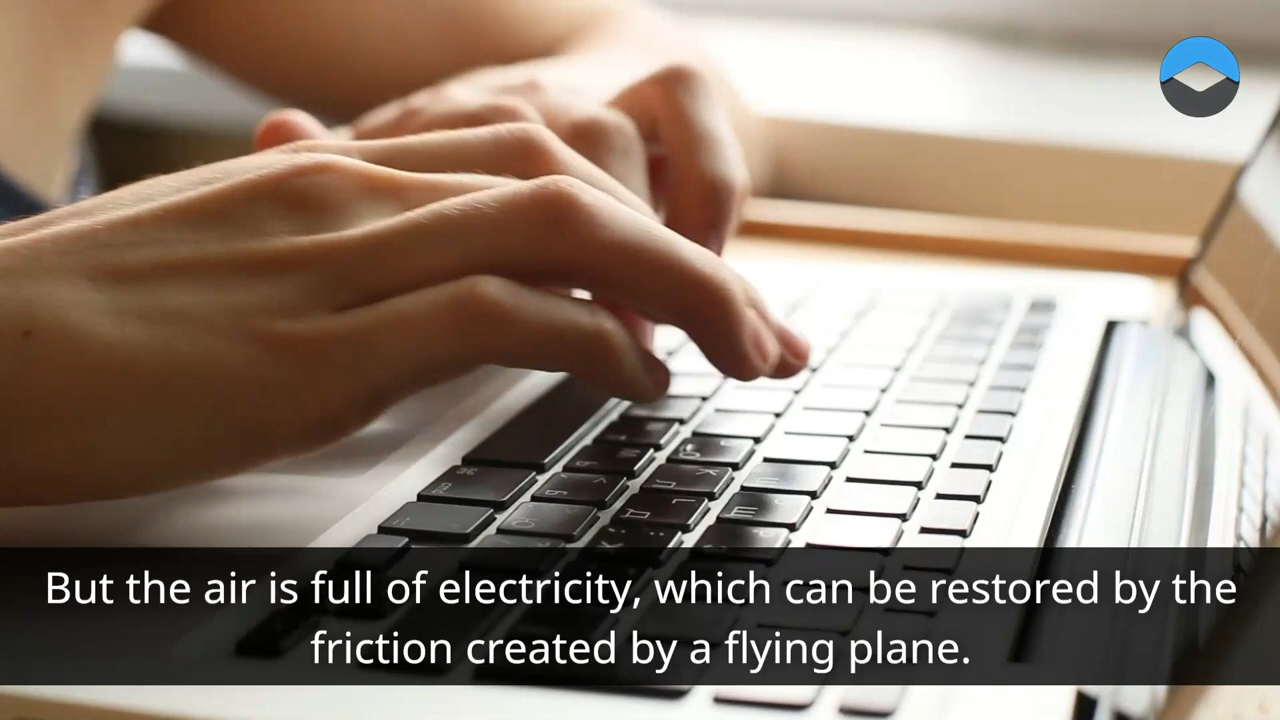 But the air is full of electricity, which can be restored by the
friction created by a flying plane.